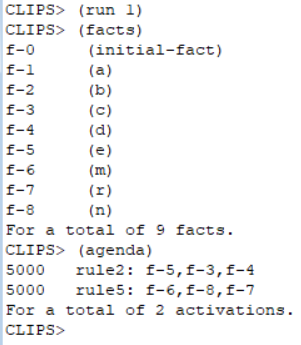 CLIPS> (run 1)
CLIPS> (facts)
f-0     (initial-fact)
f-1     (a)
f-2     (b)
f-3     (c)
f-4     (d)
f-5     (e)
f-6     (m)
f-7     (r)
f-8     (n)
For a total of 9 facts.
CLIPS> (agenda)
5000   rule2: f-5,f-3,f-4
5000   rule5: f-6,f-8,f-7
For a total of 2 activations.
CLIPS>